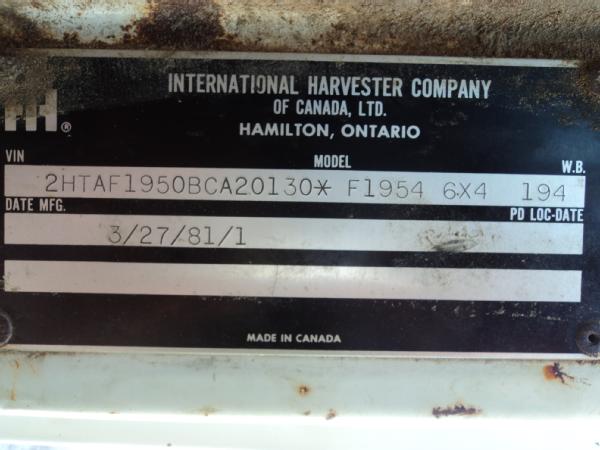 INTERNATIONAL HARVESTER COMPANY
OF CANADA, LTD.
HAMILTON, ONTARIO
IH ®
VIN MODEL W.B.
2HTAF1950BCA20130* F1954 6X4 194
DATE MFG. PD LOC-DATE
3/27/81/1
MADE IN CANADA